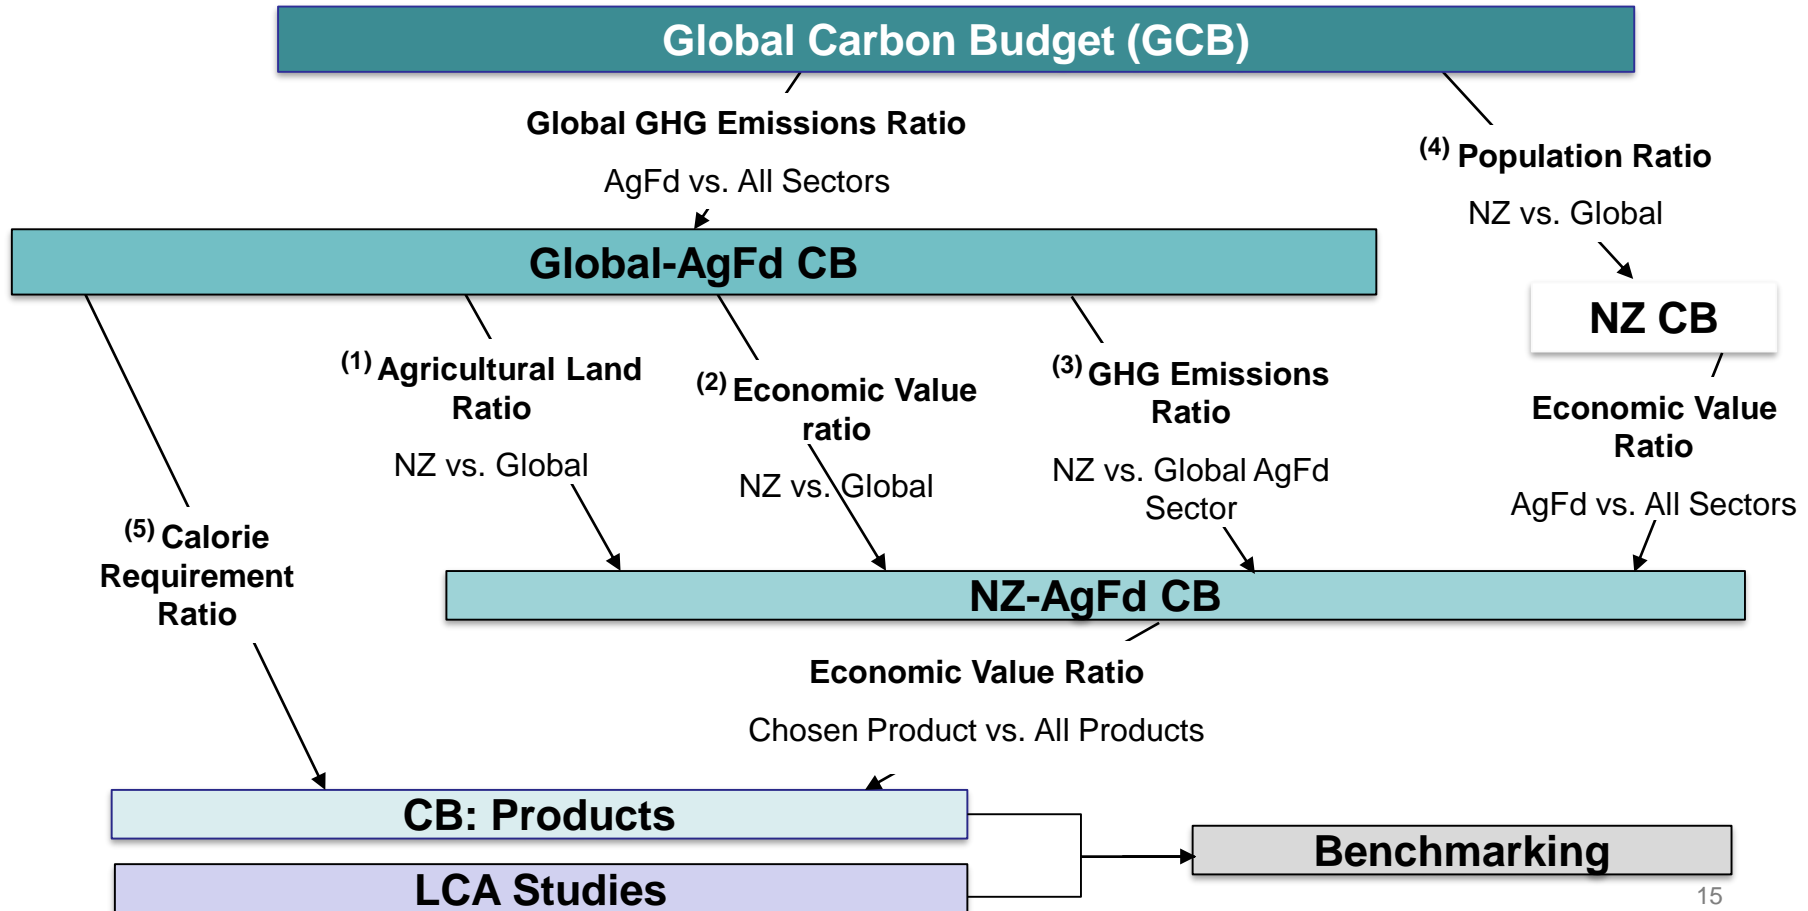 Global Carbon Budget (GCB)
Global GHG Emissions Ratio
AgFd vs. All Sectors
(4) Population Ratio
NZ vs. Global
Global-AgFd CB
NZ CB
(1) Agricultural Land
Ratio
NZ vs. Global
(2) Economic Value
ratio
NZ vs. Global
(3) GHG Emissions
Ratio
NZ vs. Global AgFd
Sector
Economic Value
Ratio
AgFd vs. All Sectors
(5) Calorie
Requirement
Ratio
NZ-AgFd CB
Economic Value Ratio
Chosen Product vs. All Products
CB: Products
LCA Studies
Benchmarking
15